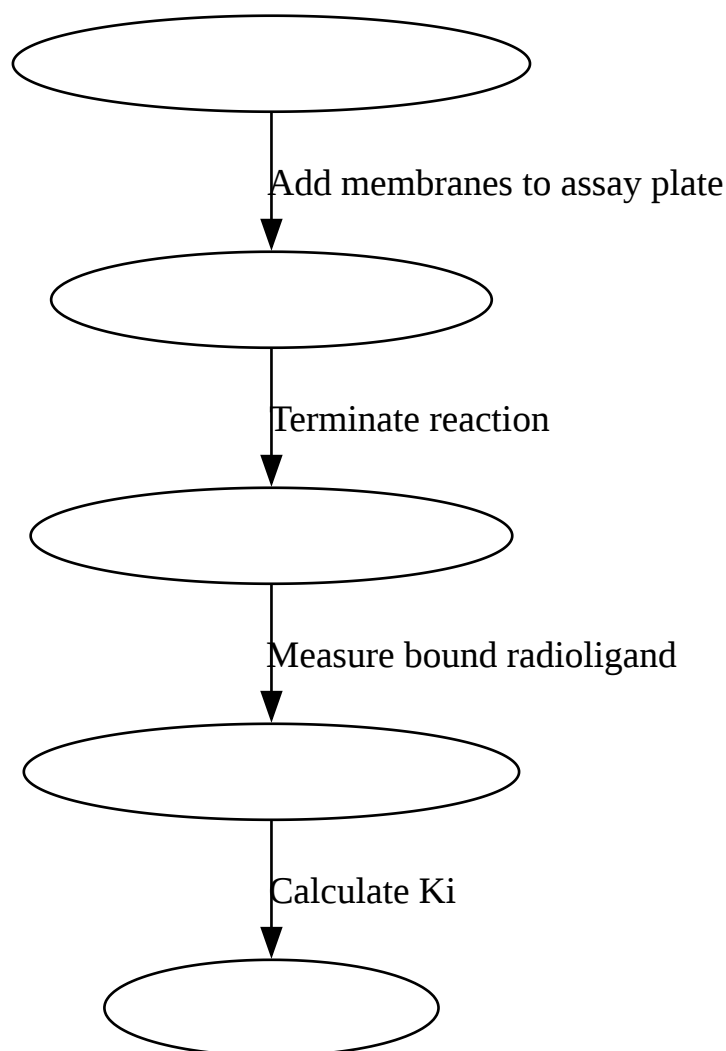 Add membranes to assay plate
Terminate reaction
Measure bound radioligand
Calculate Ki